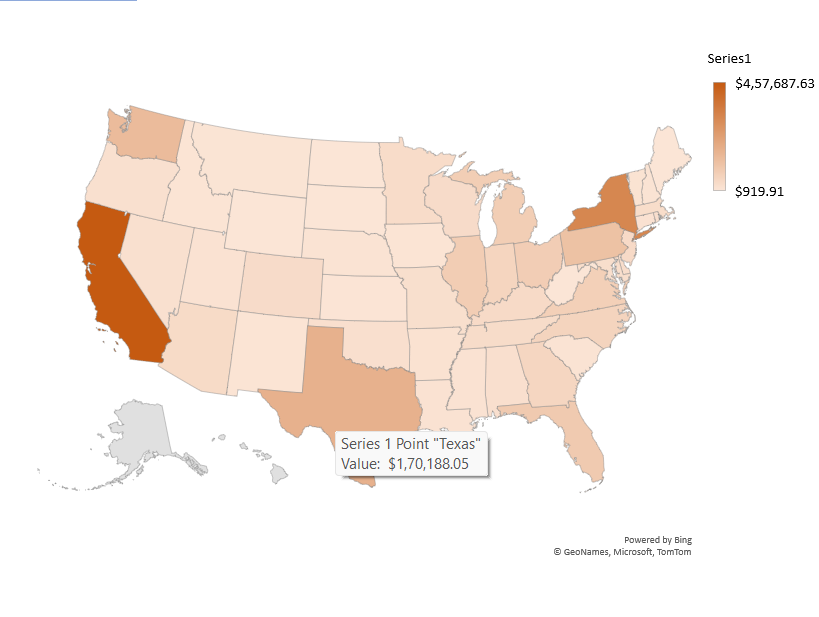 Series1
$4,57,687.63
$919.91
Series 1 Point "Texas"
Value: $1,70,188.05
Powered by Bing
© GeoNames, Microsoft, TomTom